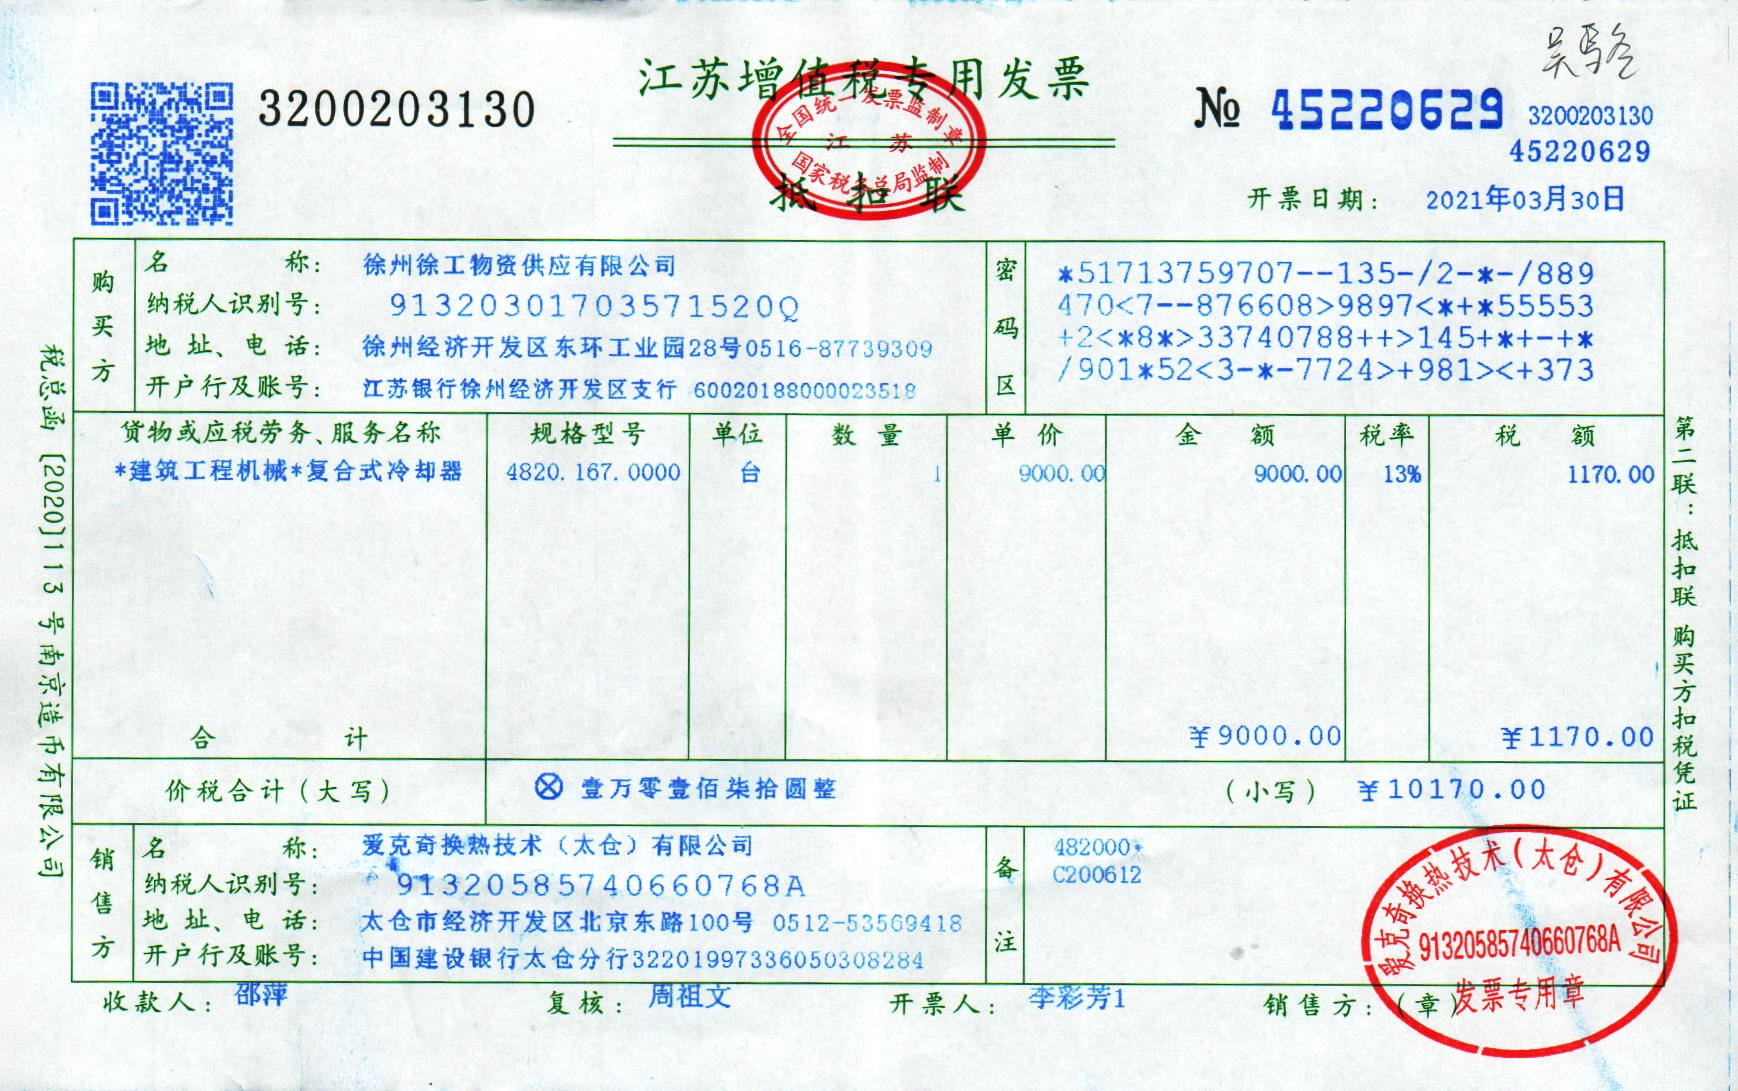 吴骎
江苏增值税专用发票
全国统一发票监制章
江 苏
国家税务总局监制
抵 扣 联
3200203130
№ 45220629
3200203130
45220629
开票日期： 2021年03月30日
购买方
名 称： 徐州徐工物资供应有限公司
纳税人识别号： 91320301703571520Q
地 址、电 话： 徐州经济开发区东环工业园28号0516-87739309
开户行及账号： 江苏银行徐州经济开发区支行 60020188000023518
密码区
*51713759707--135-/2-*-/889
470<7--876608>9897<*+*55553
+2<*8*>33740788++>145+*+-+*
/901*52<3-*-7724>+981><+373
货物或应税劳务、服务名称 规格型号 单位 数 量 单 价 金 额 税率 税 额
*建筑工程机械*复合式冷却器 4820.167.0000 台 1 9000.00 9000.00 13% 1170.00
合 计 ￥9000.00 ￥1170.00
价税合计（大写） ⊗ 壹万零壹佰柒拾圆整 （小写） ￥10170.00
销售方
名 称： 爱克奇换热技术（太仓）有限公司
纳税人识别号： 91320585740660768A
地 址、电 话： 太仓市经济开发区北京东路100号 0512-53569418
开户行及账号： 中国建设银行太仓分行32201997336050308284
备注
482000*
C200612
收款人： 邵萍 复核： 周祖文 开票人： 李彩芳1 销售方：（章）
爱克奇换热技术（太仓）有限公司
91320585740660768A
发票专用章
税总函［2020］113号南京造币有限公司
第二联：抵扣联 购买方扣税凭证